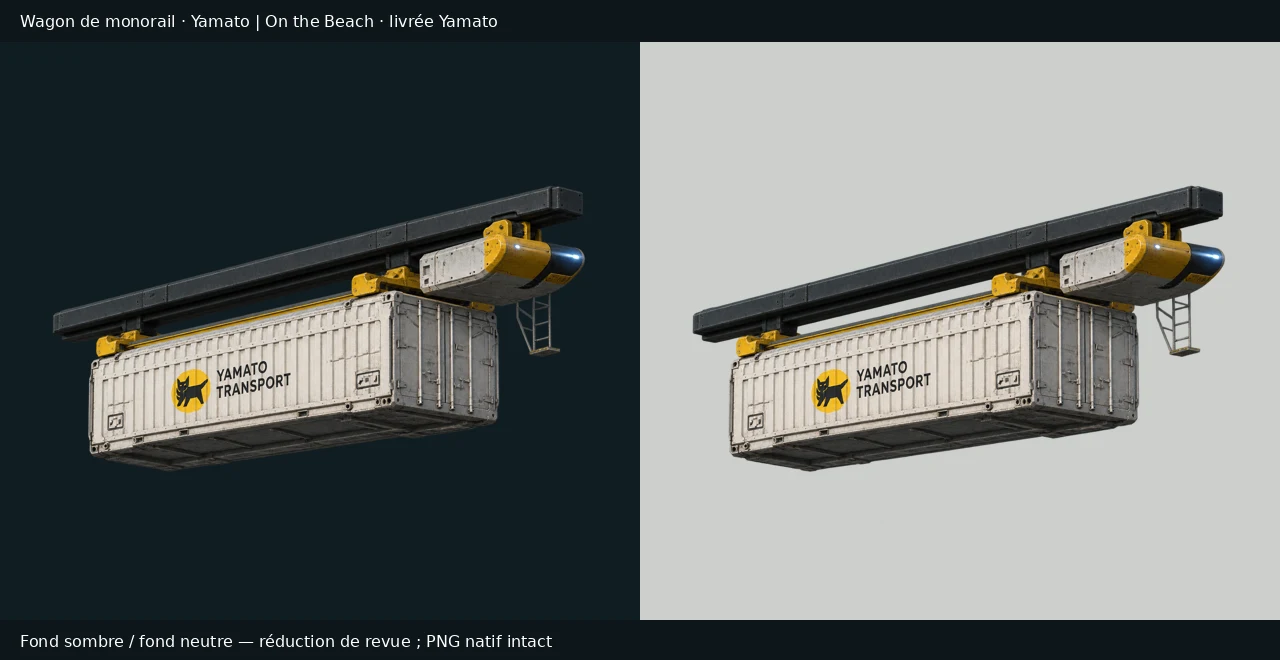 Wagon de monorail · Yamato | On the Beach · livrée Yamato
YAMATO
TRANSPORT
YAMATO
TRANSPORT
Fond sombre / fond neutre — réduction de revue ; PNG natif intact